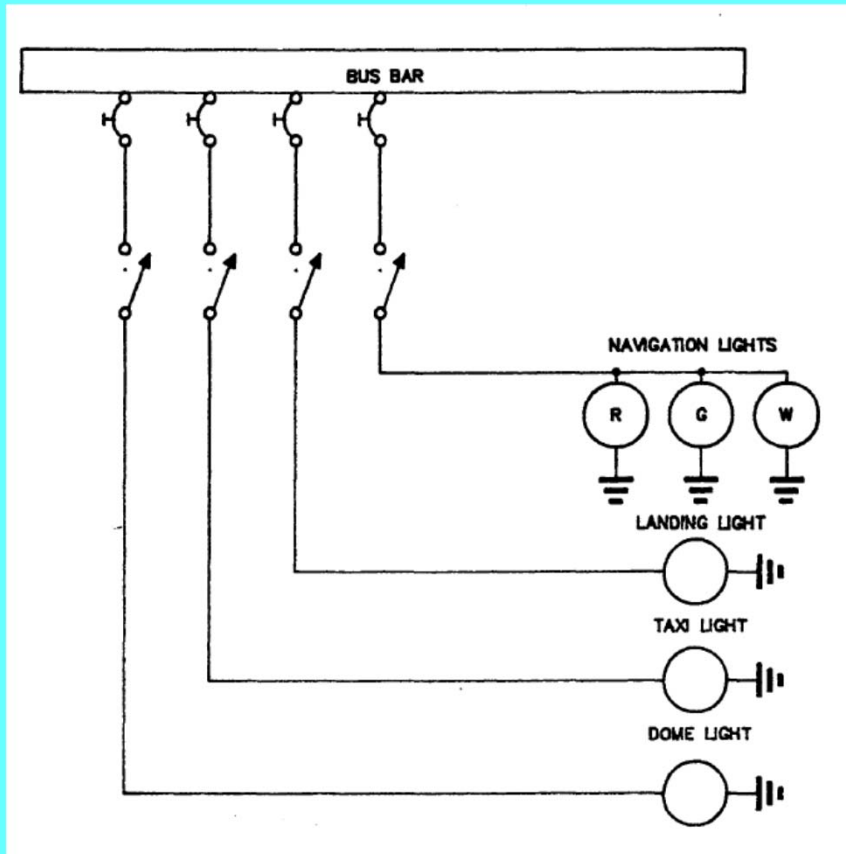 BUS BAR
NAVIGATION LIGHTS
R G W
LANDING LIGHT
TAXI LIGHT
DOME LIGHT